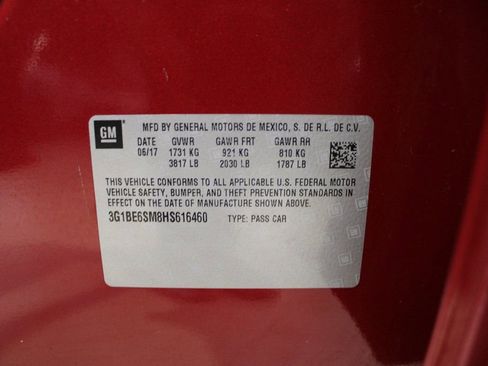 GM
MFD BY GENERAL MOTORS DE MEXICO, S. DE R.L. DE C.V.
DATE GVWR GAWR FRT GAWR RR
06/17 1731 KG 921 KG 810 KG
3817 LB 2030 LB 1787 LB
THIS VEHICLE CONFORMS TO ALL APPLICABLE U.S. FEDERAL MOTOR
VEHICLE SAFETY, BUMPER, AND THEFT PREVENTION STANDARDS IN
EFFECT ON THE DATE OF MANUFACTURE SHOWN ABOVE.
3G1BE6SM8HS616460 TYPE: PASS CAR